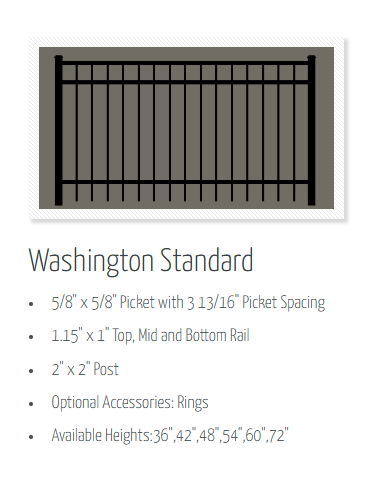 Washington Standard
• 5/8" x 5/8" Picket with 3 13/16" Picket Spacing
• 1.15" x 1" Top, Mid and Bottom Rail
• 2" x 2" Post
• Optional Accessories: Rings
• Available Heights:36",42",48",54",60",72"